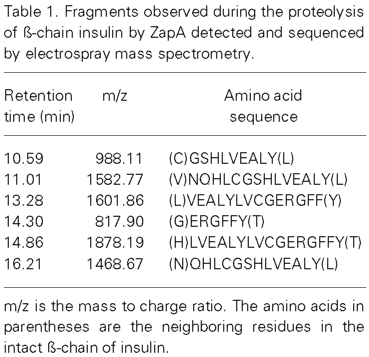 Table 1. Fragments observed during the proteolysis
of ß-chain insulin by ZapA detected and sequenced
by electrospray mass spectrometry.
Retention m/z Amino acid
time (min) sequence
10.59 988.11 (C)GSHLVEALY(L)
11.01 1582.77 (V)NQHLCGSHLVEALY(L)
13.28 1601.86 (L)VEALYLVCGERGFF(Y)
14.30 817.90 (G)ERGFFY(T)
14.86 1878.19 (H)LVEALYLVCGERGFFY(T)
16.21 1468.67 (N)QHLCGSHLVEALY(L)
m/z is the mass to charge ratio. The amino acids in
parentheses are the neighboring residues in the
intact ß-chain of insulin.